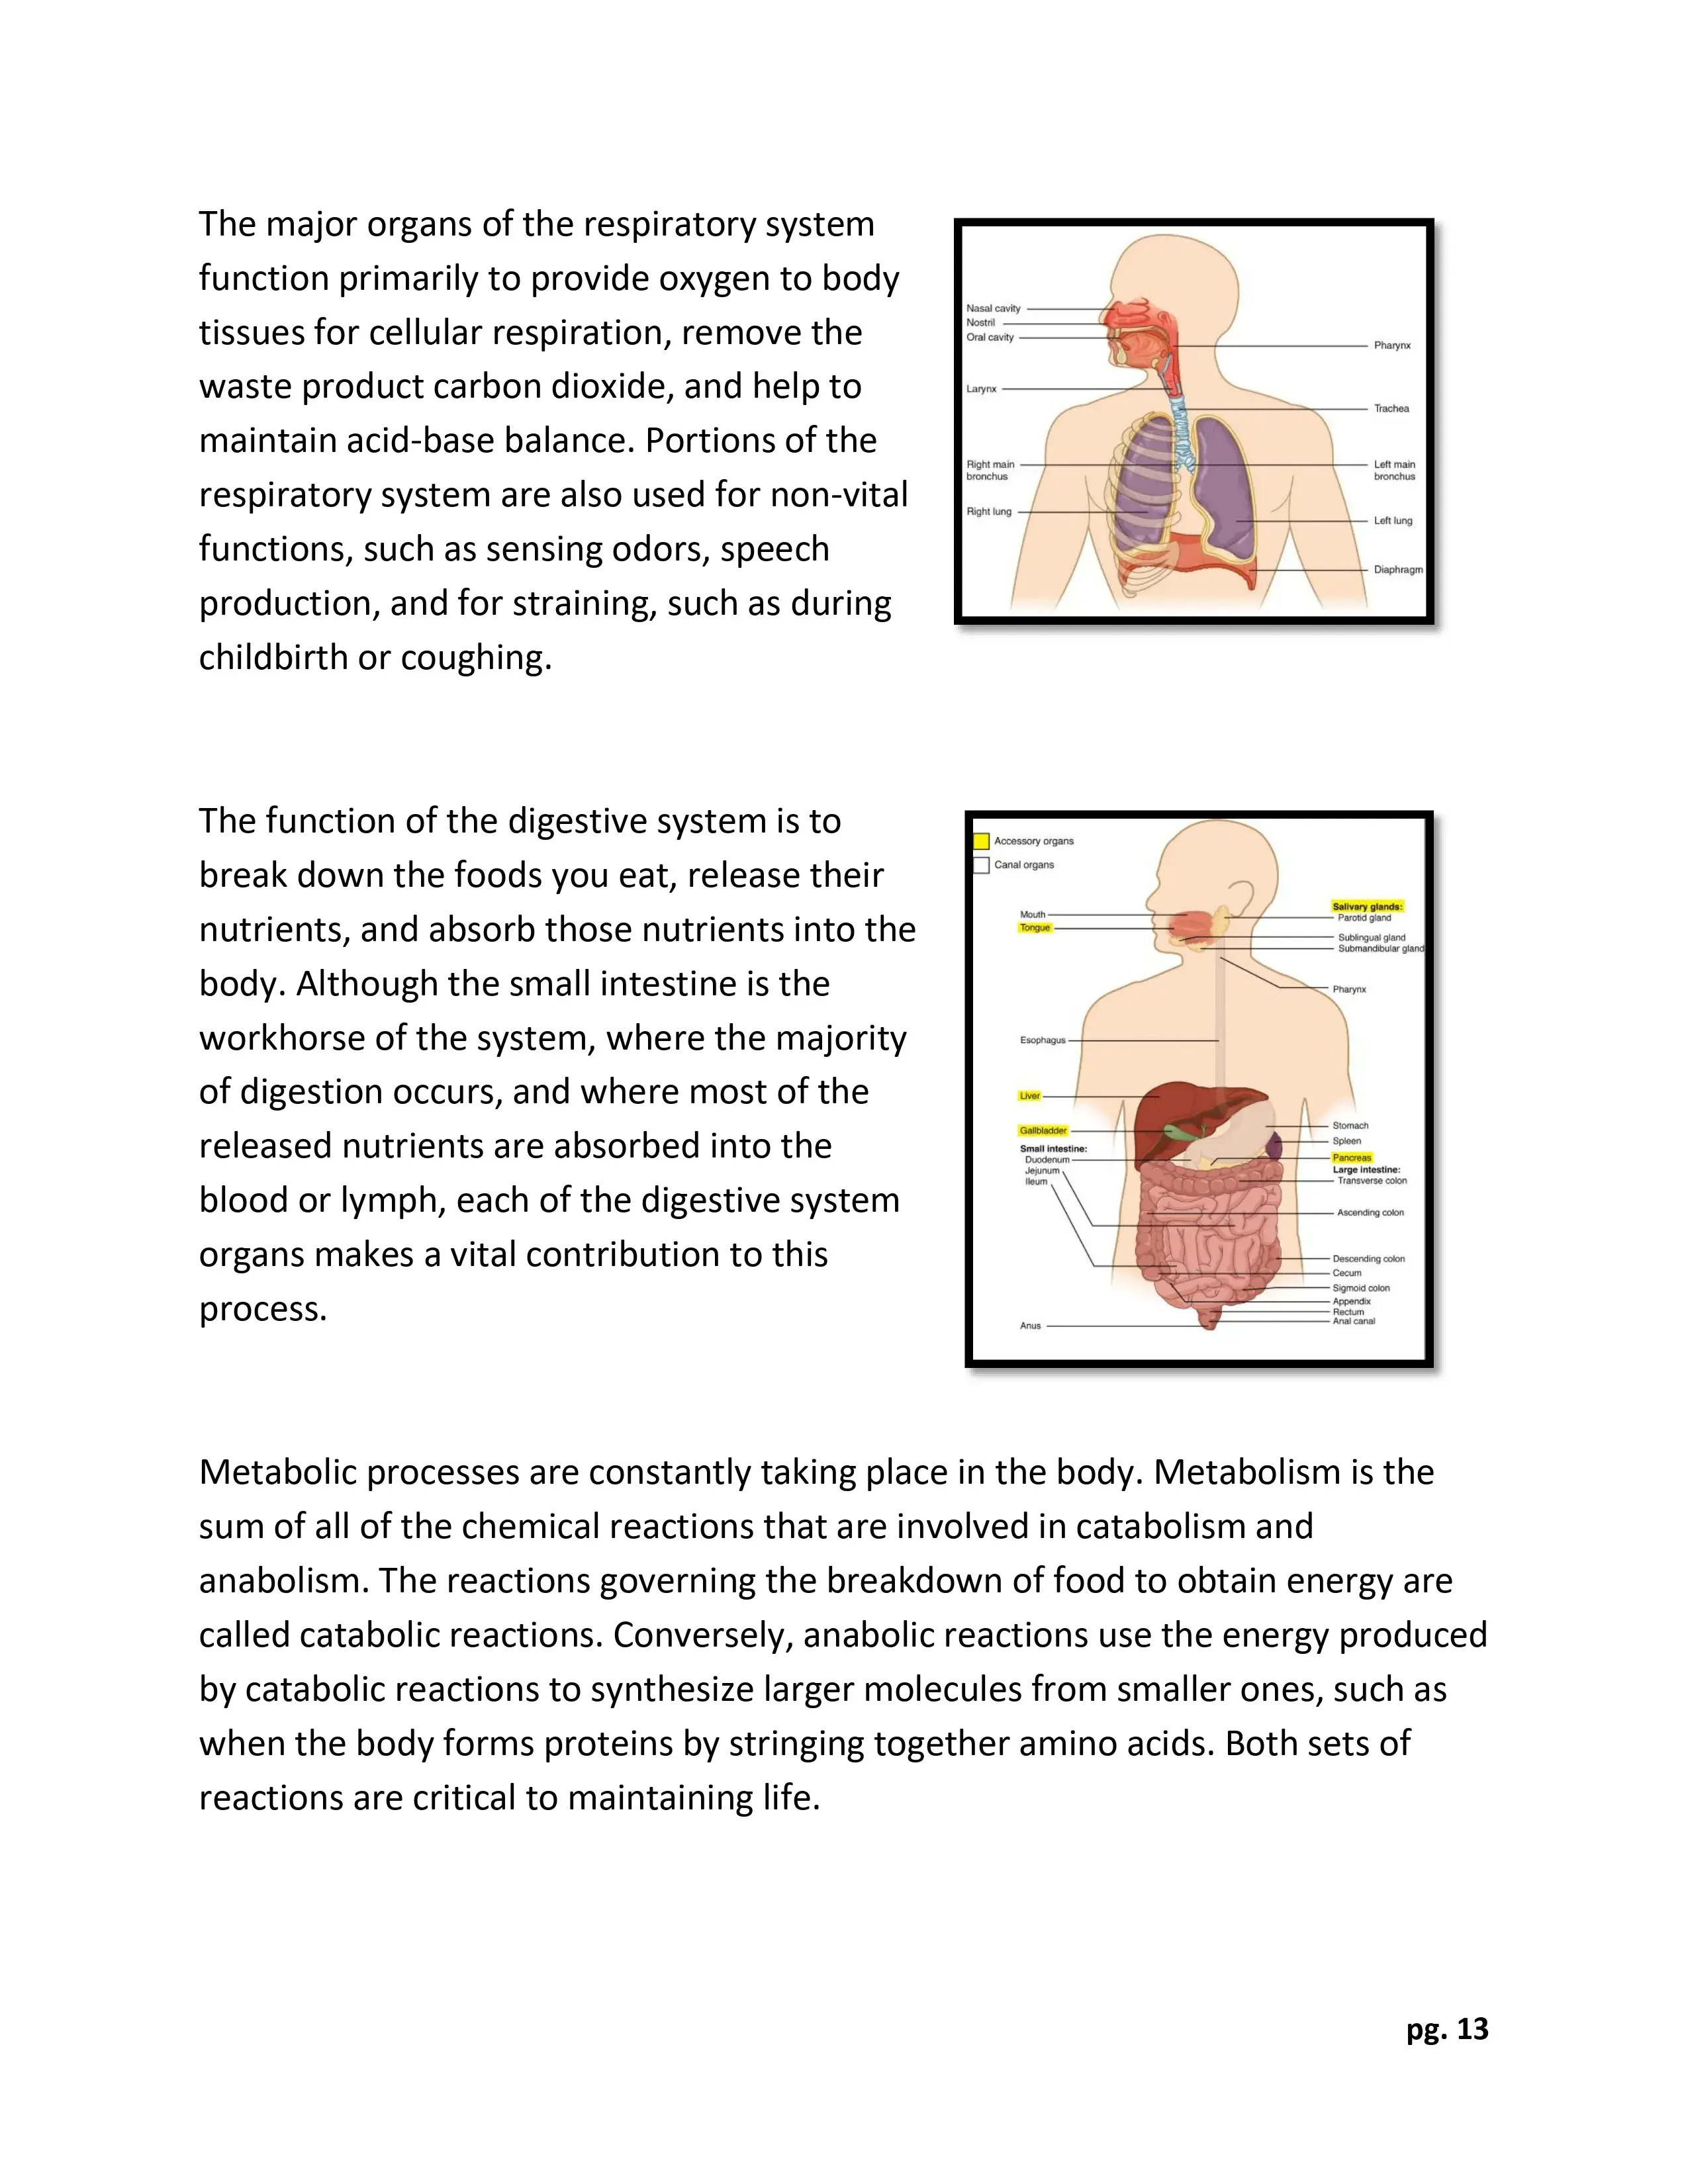 The major organs of the respiratory system
function primarily to provide oxygen to body
tissues for cellular respiration, remove the
waste product carbon dioxide, and help to
maintain acid-base balance. Portions of the
respiratory system are also used for non-vital
functions, such as sensing odors, speech
production, and for straining, such as during
childbirth or coughing.
Nasal cavity
Nostril
Oral cavity
Larynx
Right main
bronchus
Right lung
Pharynx
Trachea
Left main
bronchus
Left lung
Diaphragm
The function of the digestive system is to
break down the foods you eat, release their
nutrients, and absorb those nutrients into the
body. Although the small intestine is the
workhorse of the system, where the majority
of digestion occurs, and where most of the
released nutrients are absorbed into the
blood or lymph, each of the digestive system
organs makes a vital contribution to this
process.
Accessory organs
Canal organs
Mouth
Tongue
Esophagus
Liver
Gallbladder
Small intestine:
Duodenum
Jejunum
Ileum
Anus
Salivary glands:
Parotid gland
Sublingual gland
Submandibular gland
Pharynx
Stomach
Spleen
Pancreas
Large intestine:
Transverse colon
Ascending colon
Descending colon
Cecum
Sigmoid colon
Appendix
Rectum
Anal canal
Metabolic processes are constantly taking place in the body. Metabolism is the
sum of all of the chemical reactions that are involved in catabolism and
anabolism. The reactions governing the breakdown of food to obtain energy are
called catabolic reactions. Conversely, anabolic reactions use the energy produced
by catabolic reactions to synthesize larger molecules from smaller ones, such as
when the body forms proteins by stringing together amino acids. Both sets of
reactions are critical to maintaining life.
pg. 13